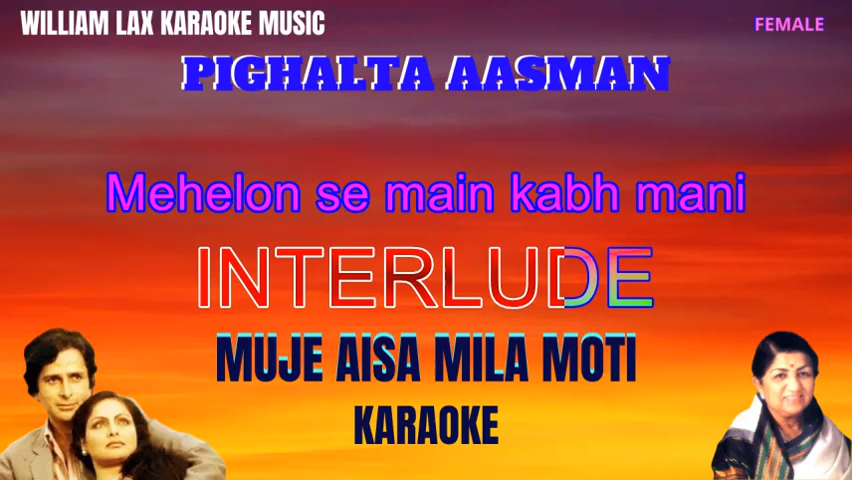 WILLIAM LAX KARAOKE MUSIC
FEMALE
PIGHALTA AASMAN
Mehelon se main kabh mani
INTERLUDE
MUJE AISA MILA MOTI
KARAOKE